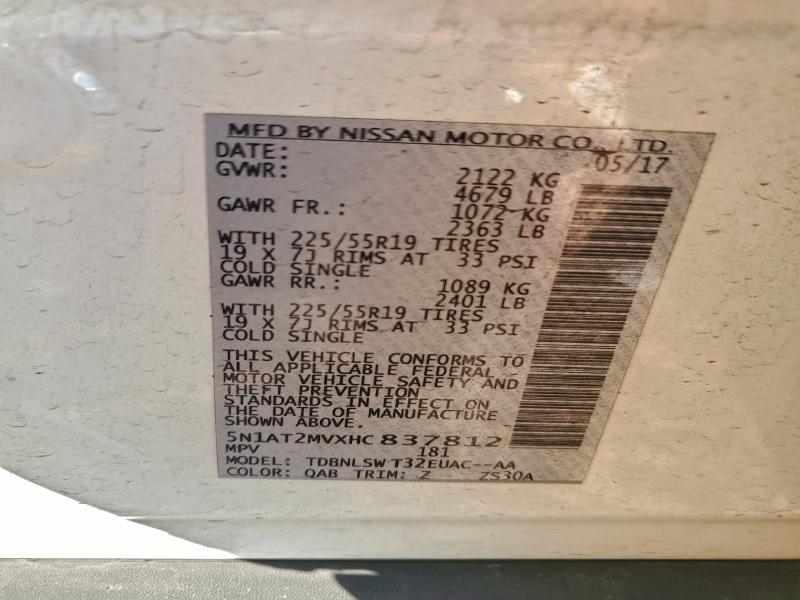 MFD BY NISSAN MOTOR CO., LTD.
DATE: 05/17
GVWR: 2122 KG
4679 LB
GAWR FR.: 1072 KG
2363 LB
WITH 225/55R19 TIRES
19 X 7J RIMS AT 33 PSI
COLD SINGLE
GAWR RR.: 1089 KG
2401 LB
WITH 225/55R19 TIRES
19 X 7J RIMS AT 33 PSI
COLD SINGLE
THIS VEHICLE CONFORMS TO
ALL APPLICABLE FEDERAL
MOTOR VEHICLE SAFETY AND
THEFT PREVENTION
STANDARDS IN EFFECT ON
THE DATE OF MANUFACTURE
SHOWN ABOVE.
5N1AT2MVXHC837812
MPV 181
MODEL: TDBNLSW T32EUAC--AA
COLOR: QAB TRIM: Z ZS30A